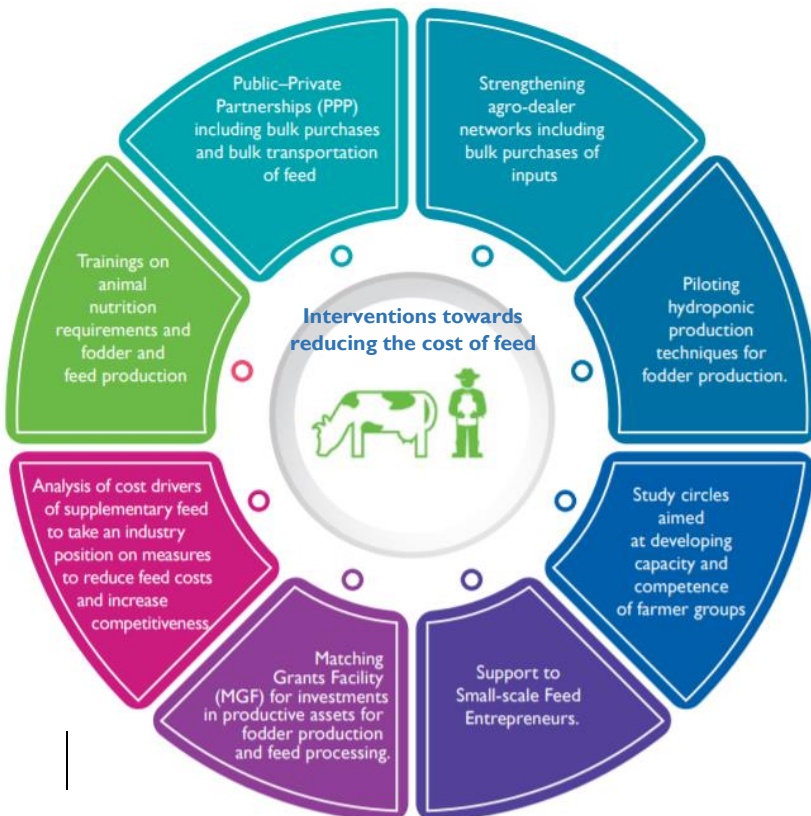 Public–Private
Partnerships (PPP)
including bulk purchases
and bulk transportation
of feed
Strengthening
agro-dealer
networks including
bulk purchases of
inputs
Trainings on
animal
nutrition
requirements and
fodder and
feed production
Interventions towards
reducing the cost of feed
Piloting
hydroponic
production
techniques for
fodder production.
Analysis of cost drivers
of supplementary feed
to take an industry
position on measures
to reduce feed costs
and increase
competitiveness
Study circles
aimed
at developing
capacity and
competence
of farmer groups
Matching
Grants Facility
(MGF) for investments
in productive assets for
fodder production
and feed processing.
Support to
Small-scale Feed
Entrepreneurs.